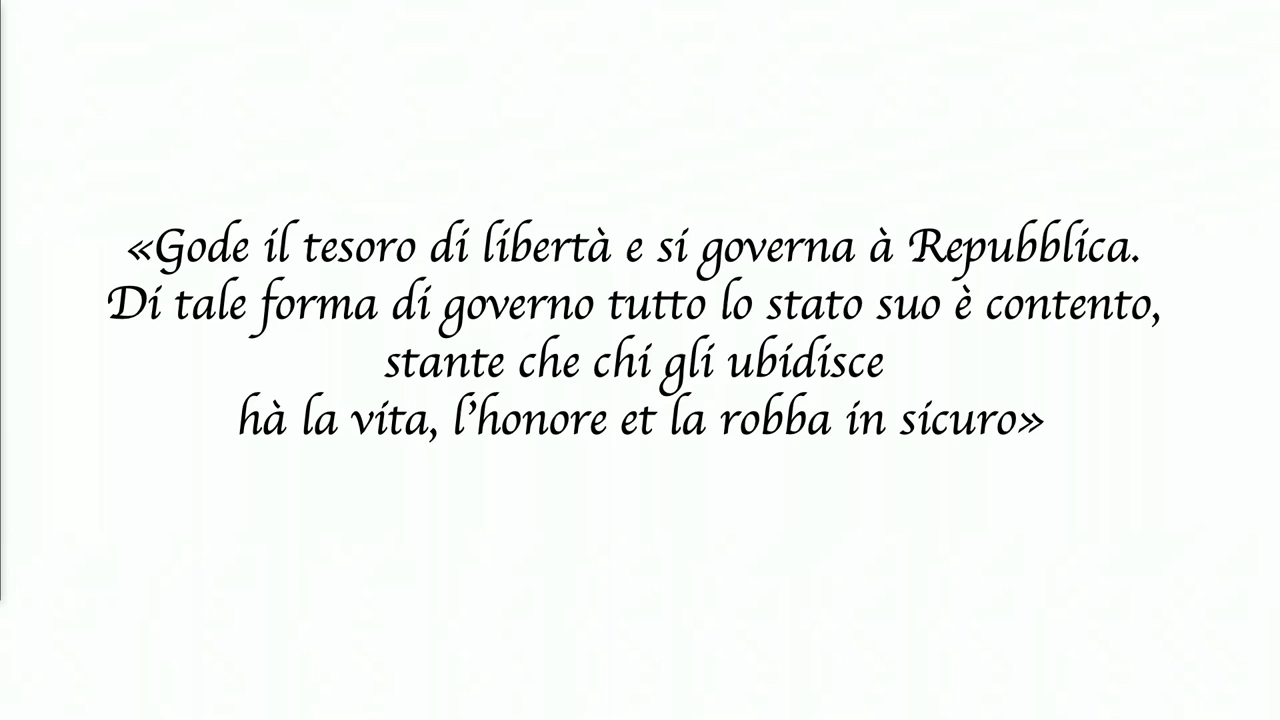 «Gode il tesoro di libertà e si governa à Repubblica.
Di tale forma di governo tutto lo stato suo è contento,
stante che chi gli ubidisce
hà la vita, l'honore et la robba in sicuro»